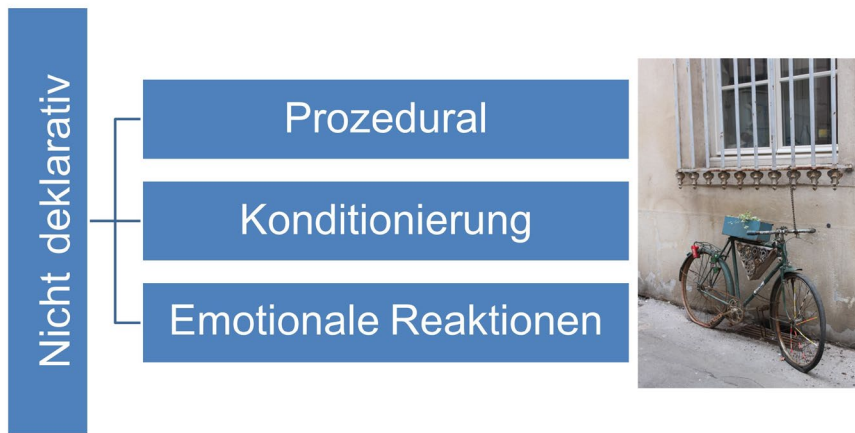 Nicht deklarativ
Prozedural
Konditionierung
Emotionale Reaktionen